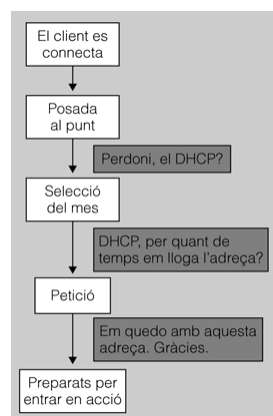 El client es
connecta
Posada
al punt
Perdoni, el DHCP?
Selecció
del mes
DHCP, per quant de
temps em lloga l'adreça?
Petició
Em quedo amb aquesta
adreça. Gràcies.
Preparats per
entrar en acció